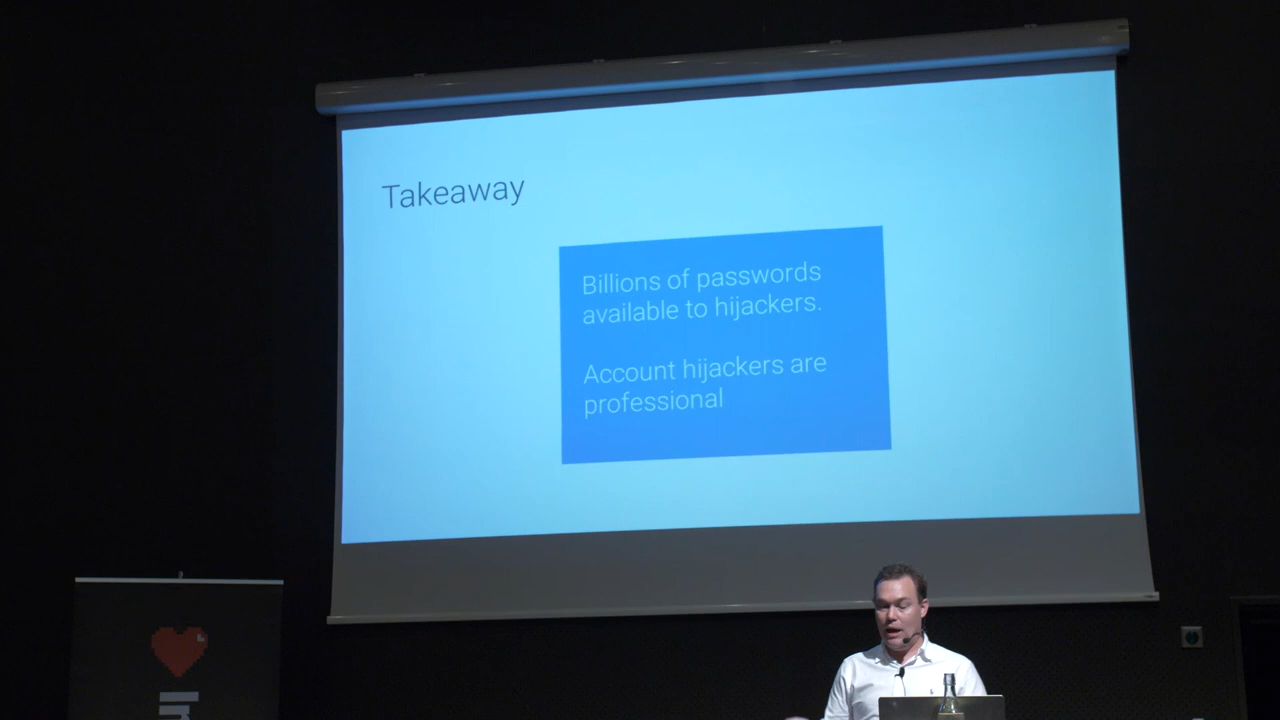 Takeaway
Billions of passwords
available to hijackers.
Account hijackers are
professional